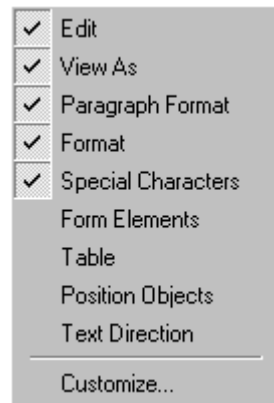 Edit
View As
Paragraph Format
Format
Special Characters
Form Elements
Table
Position Objects
Text Direction
Customize...